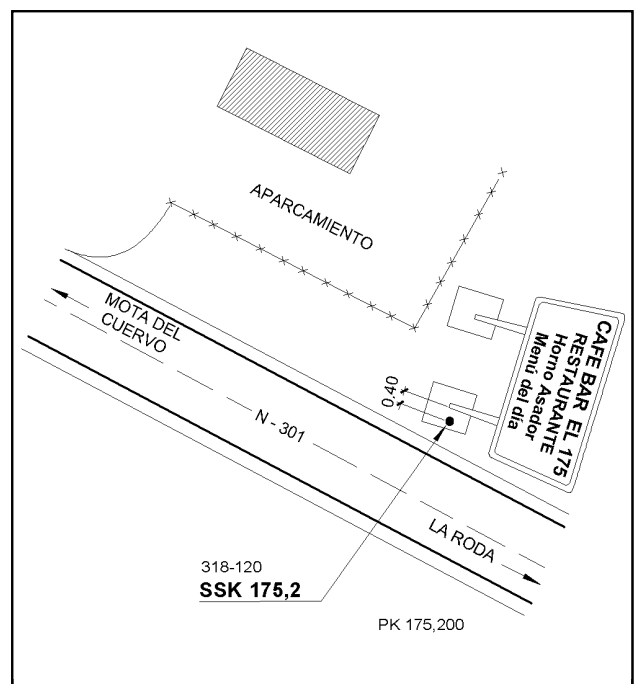 APARCAMIENTO
MOTA DEL
CUERVO
CAFE BAR EL 175
RESTAURANTE
Horno Asador
Menú del día
0,40
N - 301
LA RODA
318-120
SSK 175,2
PK 175,200